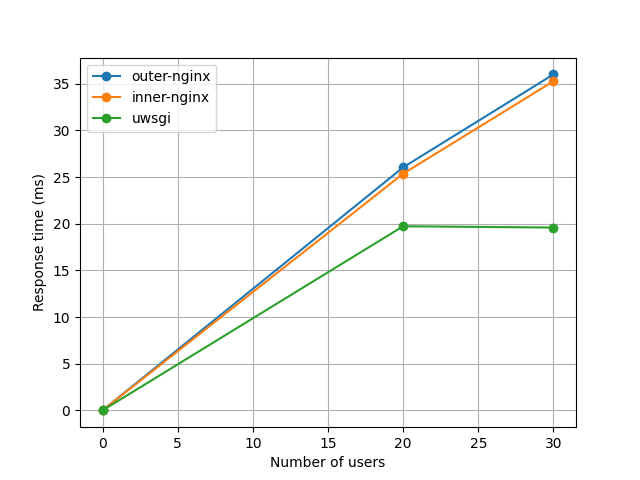 outer-nginx
inner-nginx
uwsgi
35
30
25
20
15
10
5
0
Response time (ms)
0 5 10 15 20 25 30
Number of users